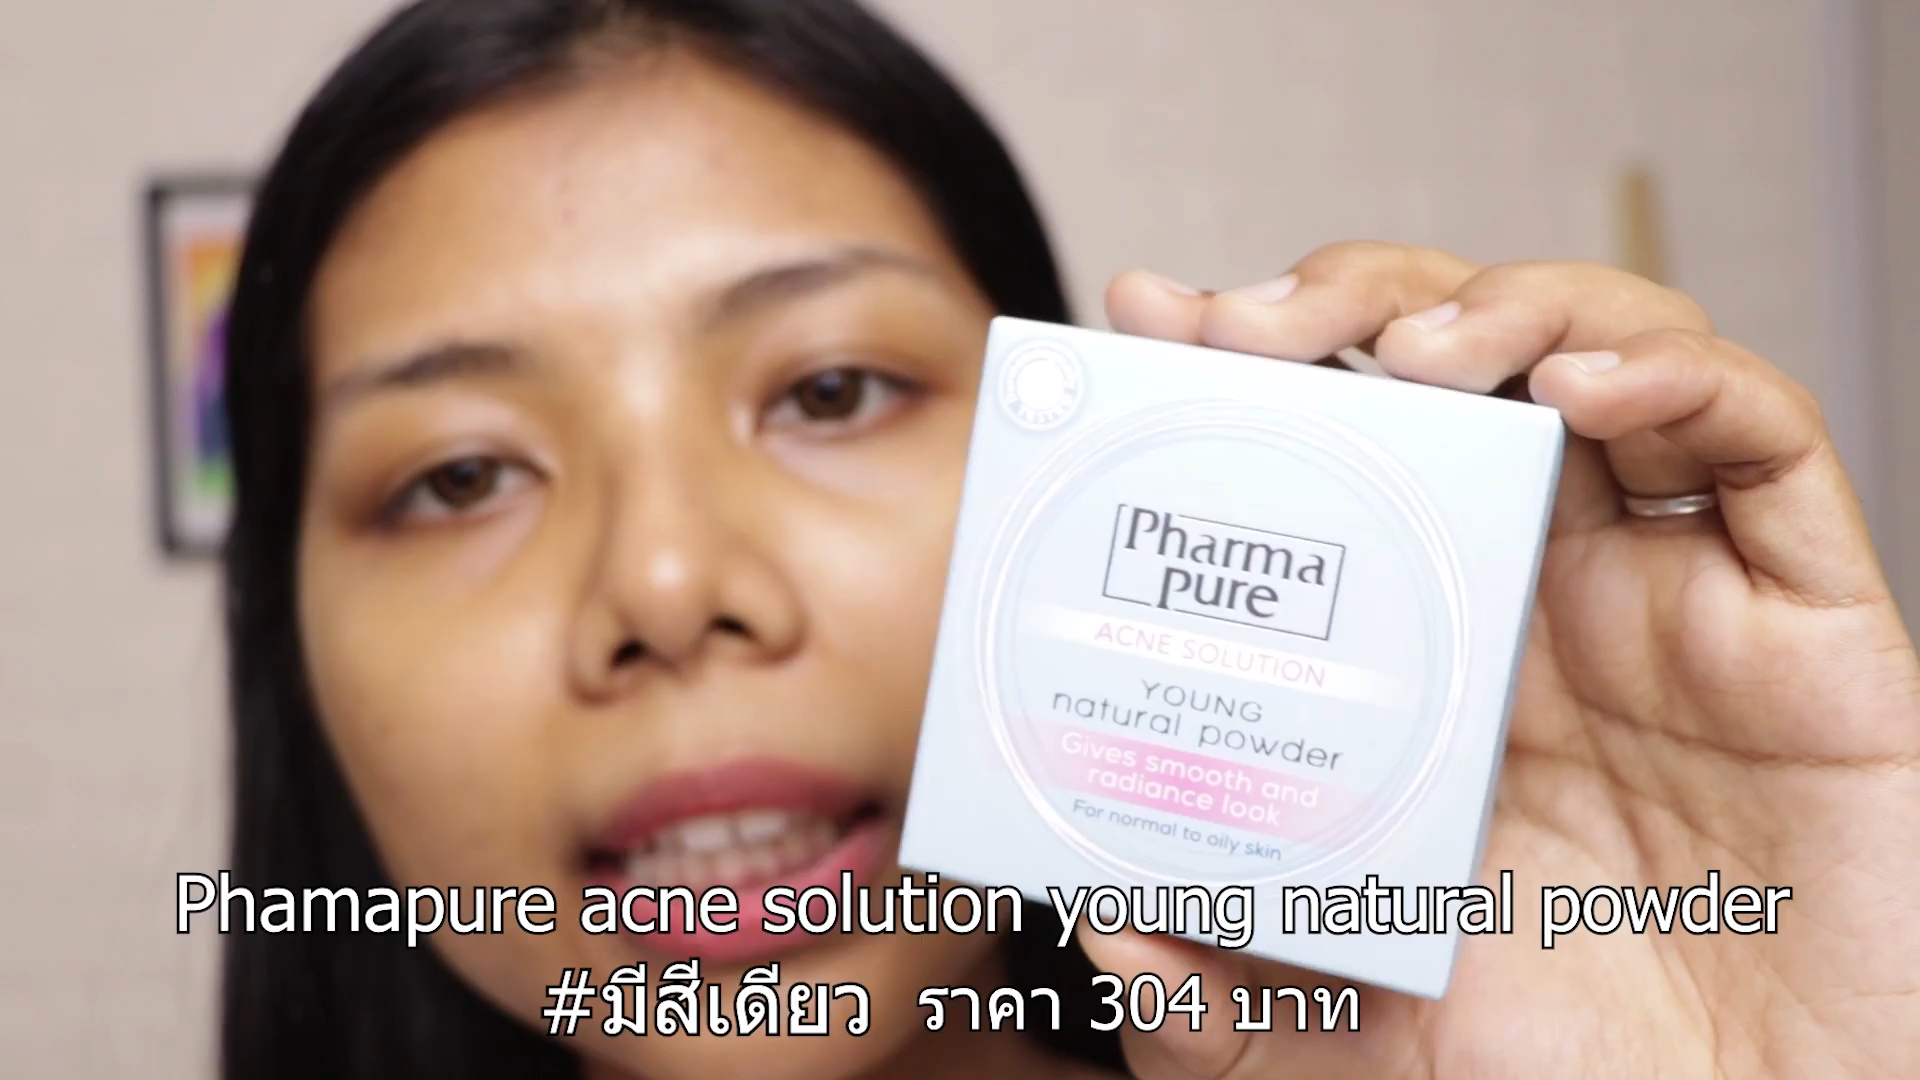 Pharma
pure
ACNE SOLUTION
YOUNG
natural powder
Gives smooth and
radiance look
For normal to oily skin
Phamapure acne solution young natural powder
#มีสีเดียว ราคา 304 บาท